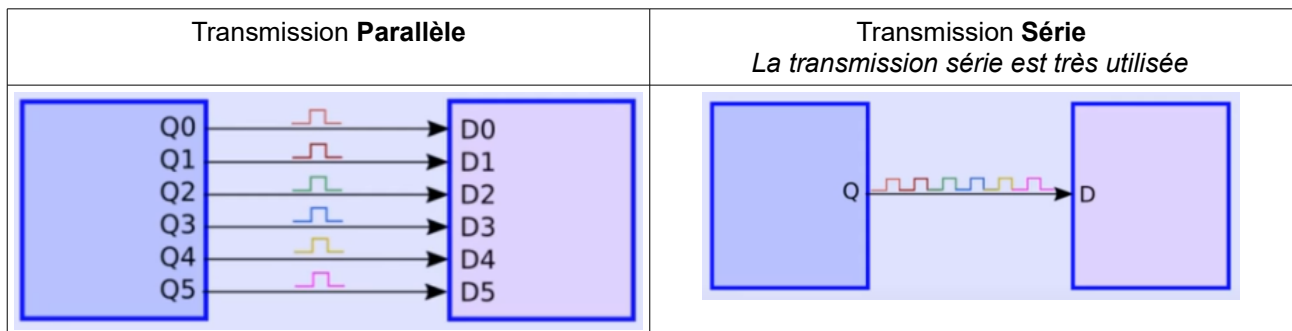 Transmission Parallèle
Transmission Série
La transmission série est très utilisée
Q0 D0
Q1 D1
Q2 D2
Q3 D3
Q4 D4
Q5 D5
Q D